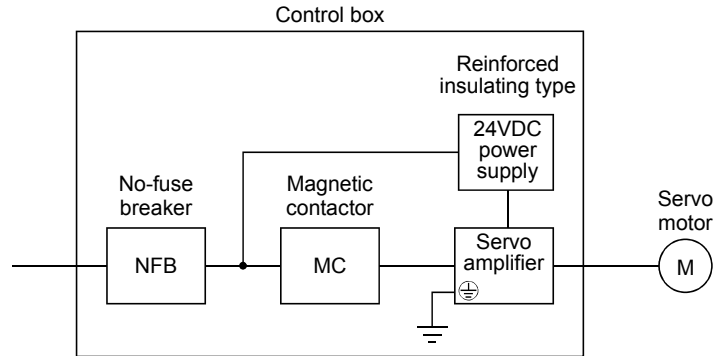 Control box
Reinforced
insulating type
24VDC
power
supply
No-fuse
breaker
Magnetic
contactor
Servo
motor
NFB
MC
Servo
amplifier
M